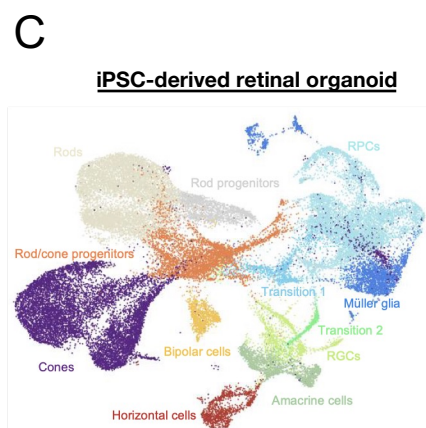 C
iPSC-derived retinal organoid
Rods
RPCs
Rod progenitors
Rod/cone progenitors
Transition 1
Müller glia
Transition 2
Bipolar cells
RGCs
Cones
Amacrine cells
Horizontal cells